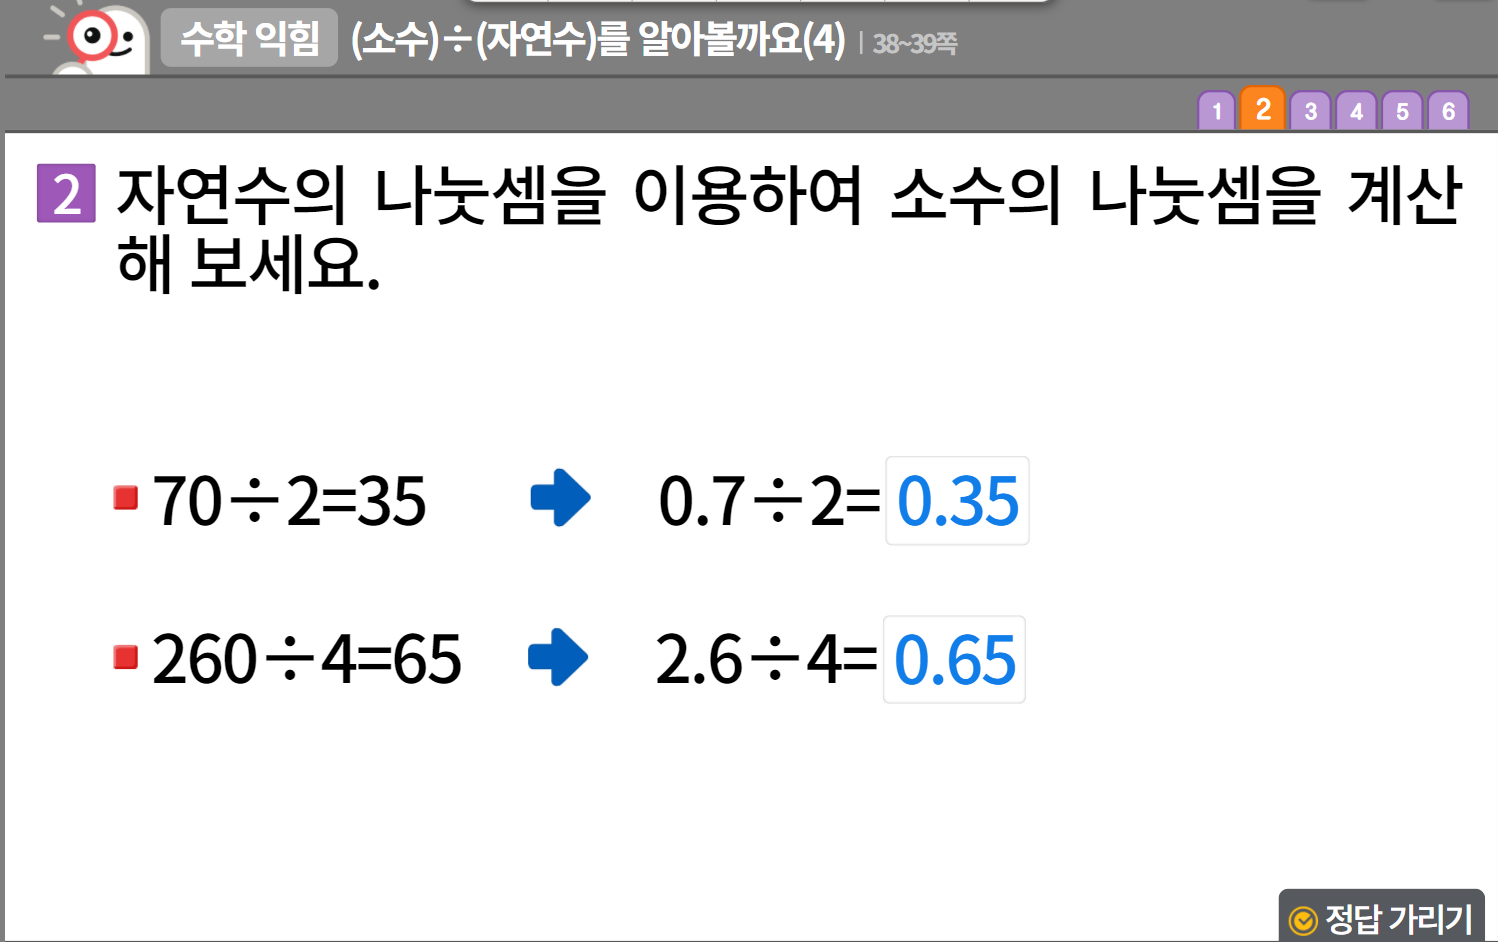 수학 익힘 (소수)÷(자연수)를 알아볼까요(4) | 38~39쪽
1 2 3 4 5 6
2 자연수의 나눗셈을 이용하여 소수의 나눗셈을 계산
해 보세요.
70÷2=35 0.7÷2= 0.35
260÷4=65 2.6÷4= 0.65
정답 가리기